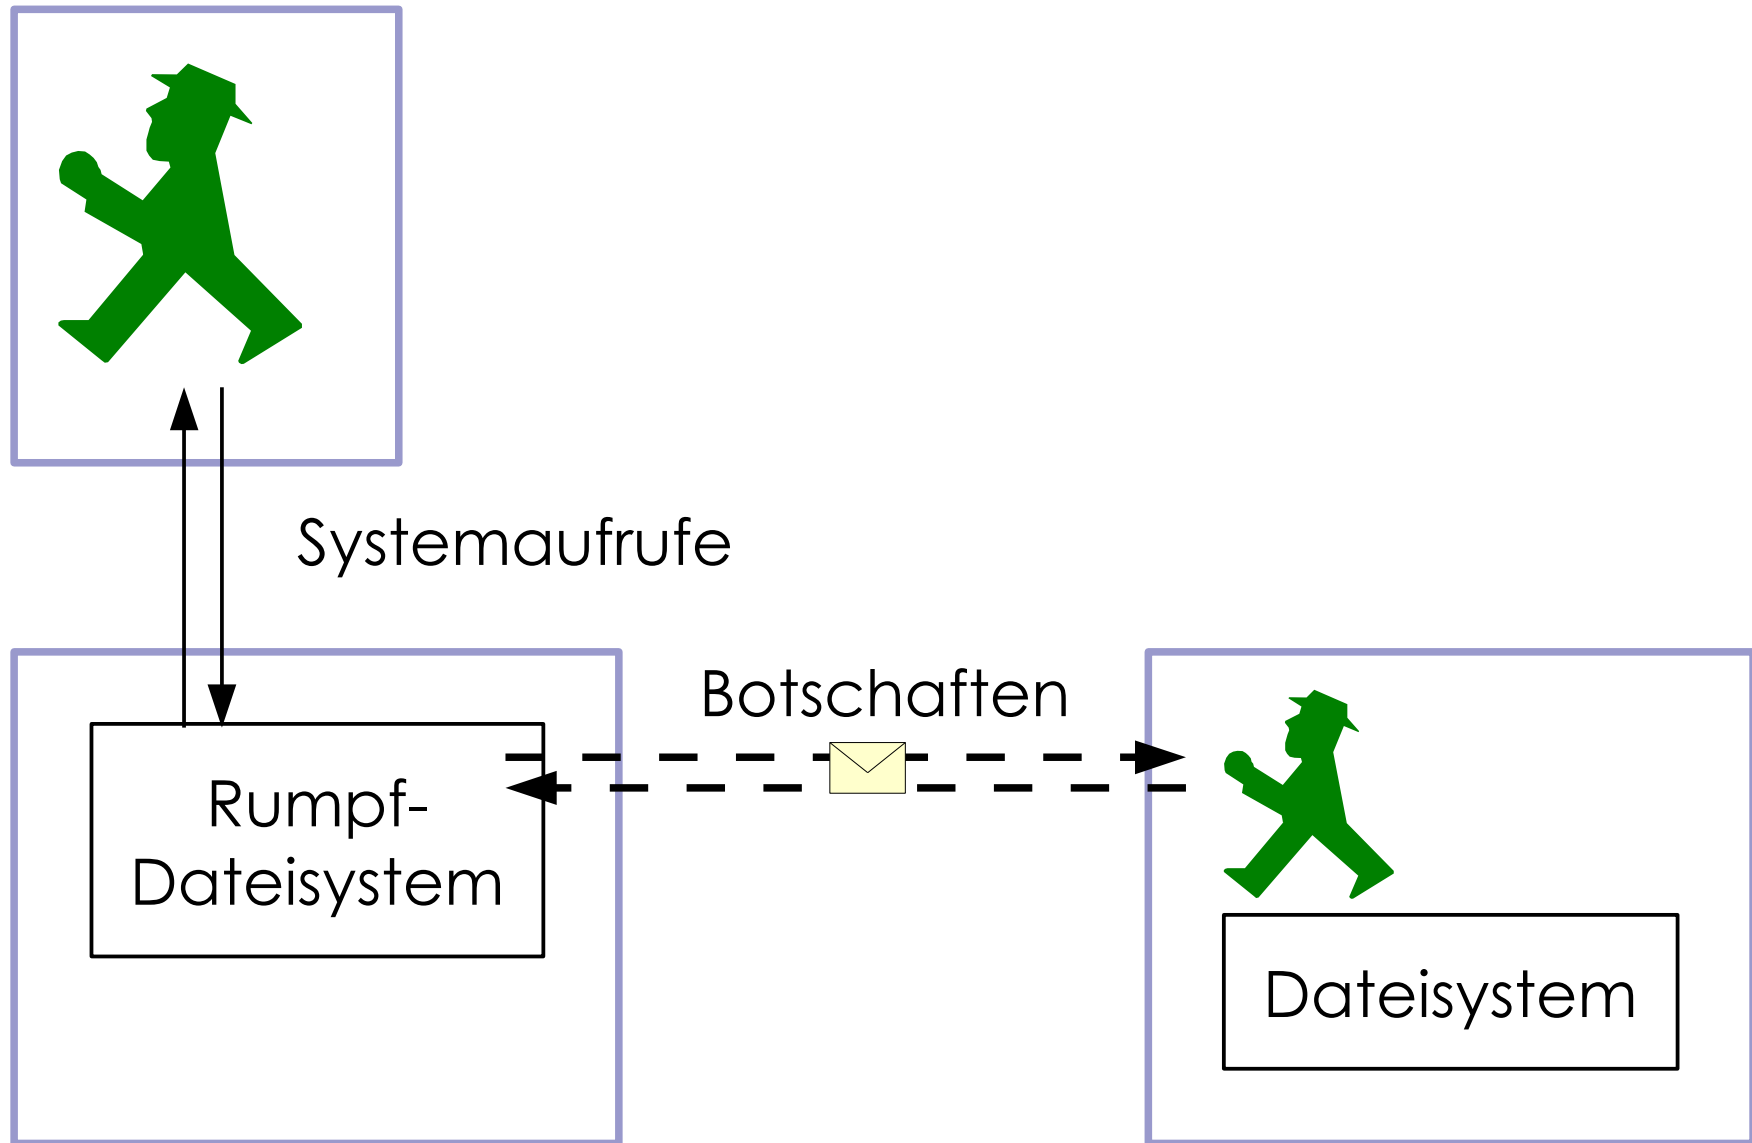 Systemaufrufe
Botschaften
Rumpf-
Dateisystem
Dateisystem